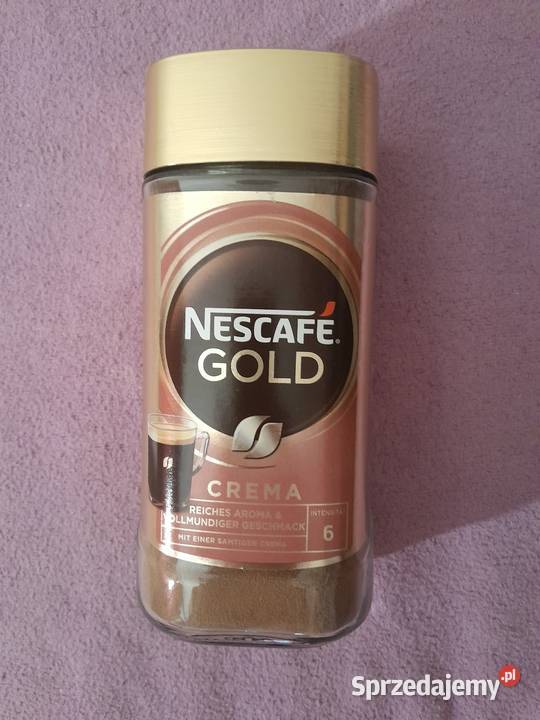 NESCAFÉ®
GOLD
CREMA
REICHES AROMA &
VOLLMUNDIGER GESCHMACK
MIT EINER SAMTIGEN CREMA
INTENSITÄT
6
Sprzedajemy.pl